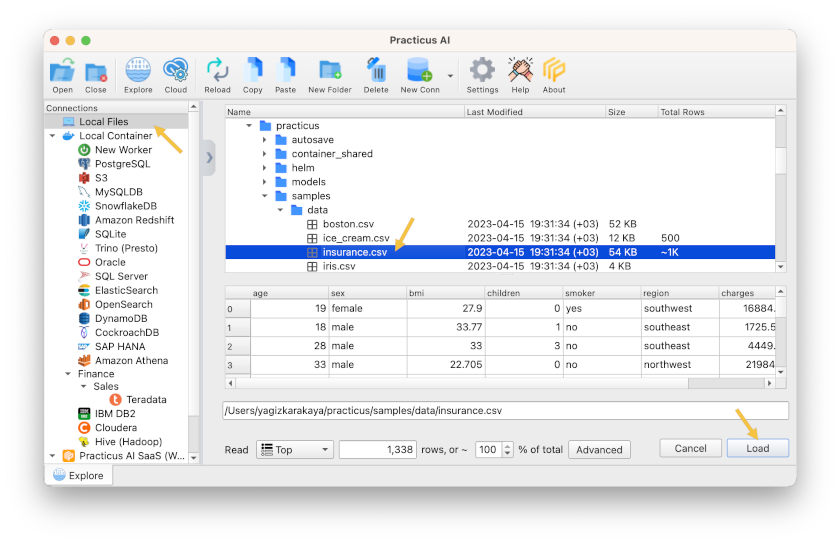 Practicus AI
Open Close Explore Cloud Reload Copy Paste New Folder Delete New Conn Settings Help About
Connections
Local Files
Local Container
New Worker
PostgreSQL
S3
MySQLDB
SnowflakeDB
Amazon Redshift
SQLite
Trino (Presto)
Oracle
SQL Server
ElasticSearch
OpenSearch
DynamoDB
CockroachDB
SAP HANA
Amazon Athena
Finance
Sales
Teradata
IBM DB2
Cloudera
Hive (Hadoop)
Practicus AI SaaS (W...
Name Last Modified Size Total Rows
practicus
autosave
container_shared
helm
models
samples
data
boston.csv 2023-04-15 19:31:34 (+03) 52 KB
ice_cream.csv 2023-04-15 19:31:34 (+03) 12 KB 500
insurance.csv 2023-04-15 19:31:34 (+03) 54 KB ~1K
iris.csv 2023-04-15 19:31:34 (+03) 4 KB
age sex bmi children smoker region charges
0 19 female 27.9 0 yes southwest 16884.
1 18 male 33.77 1 no southeast 1725.5
2 28 male 33 3 no southeast 4449.
3 33 male 22.705 0 no northwest 21984
/Users/yagizkarakaya/practicus/samples/data/insurance.csv
Read Top 1,338 rows, or ~ 100 % of total Advanced Cancel Load
Explore